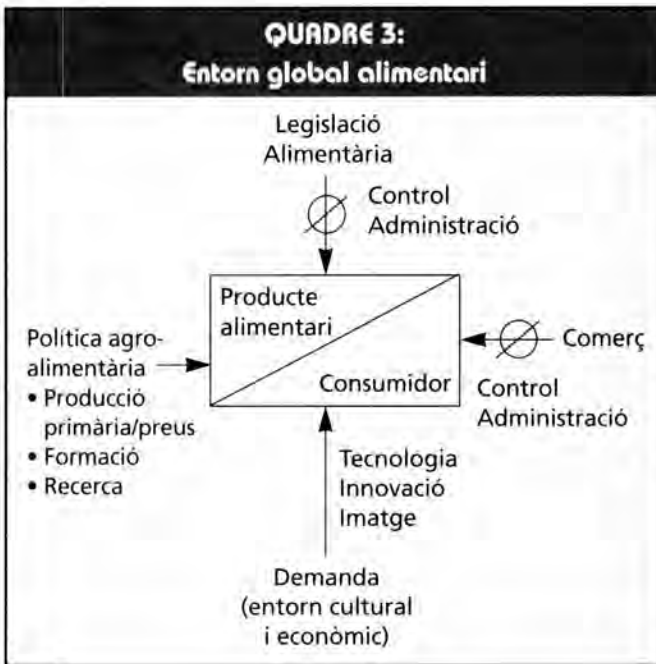 QUADRE 3:
Entorn global alimentari
Legislació
Alimentària
Control
Administració
Producte
alimentari
Consumidor
Política agro-
alimentària
• Producció
primària/preus
• Formació
• Recerca
Comerç
Control
Administració
Tecnologia
Innovació
Imatge
Demanda
(entorn cultural
i econòmic)